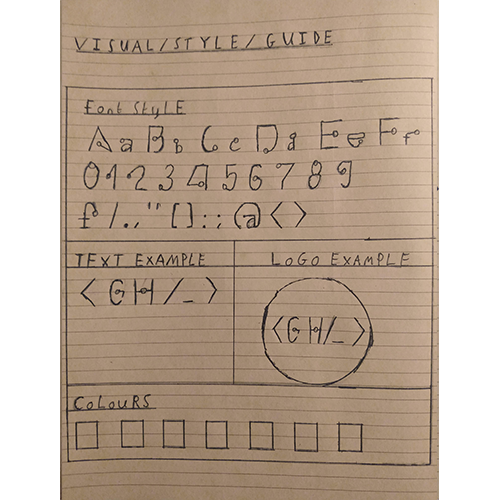 VISUAL/STYLE/GUIDE
Font StyLE
Aa Bb Cc Dd Ee Ff
0123456789
f/.,'"[]:;@<>
TEXT EXAMPLE
<GH/_>
LoGO EXAMPLE
<GH/_>
CoLouRS